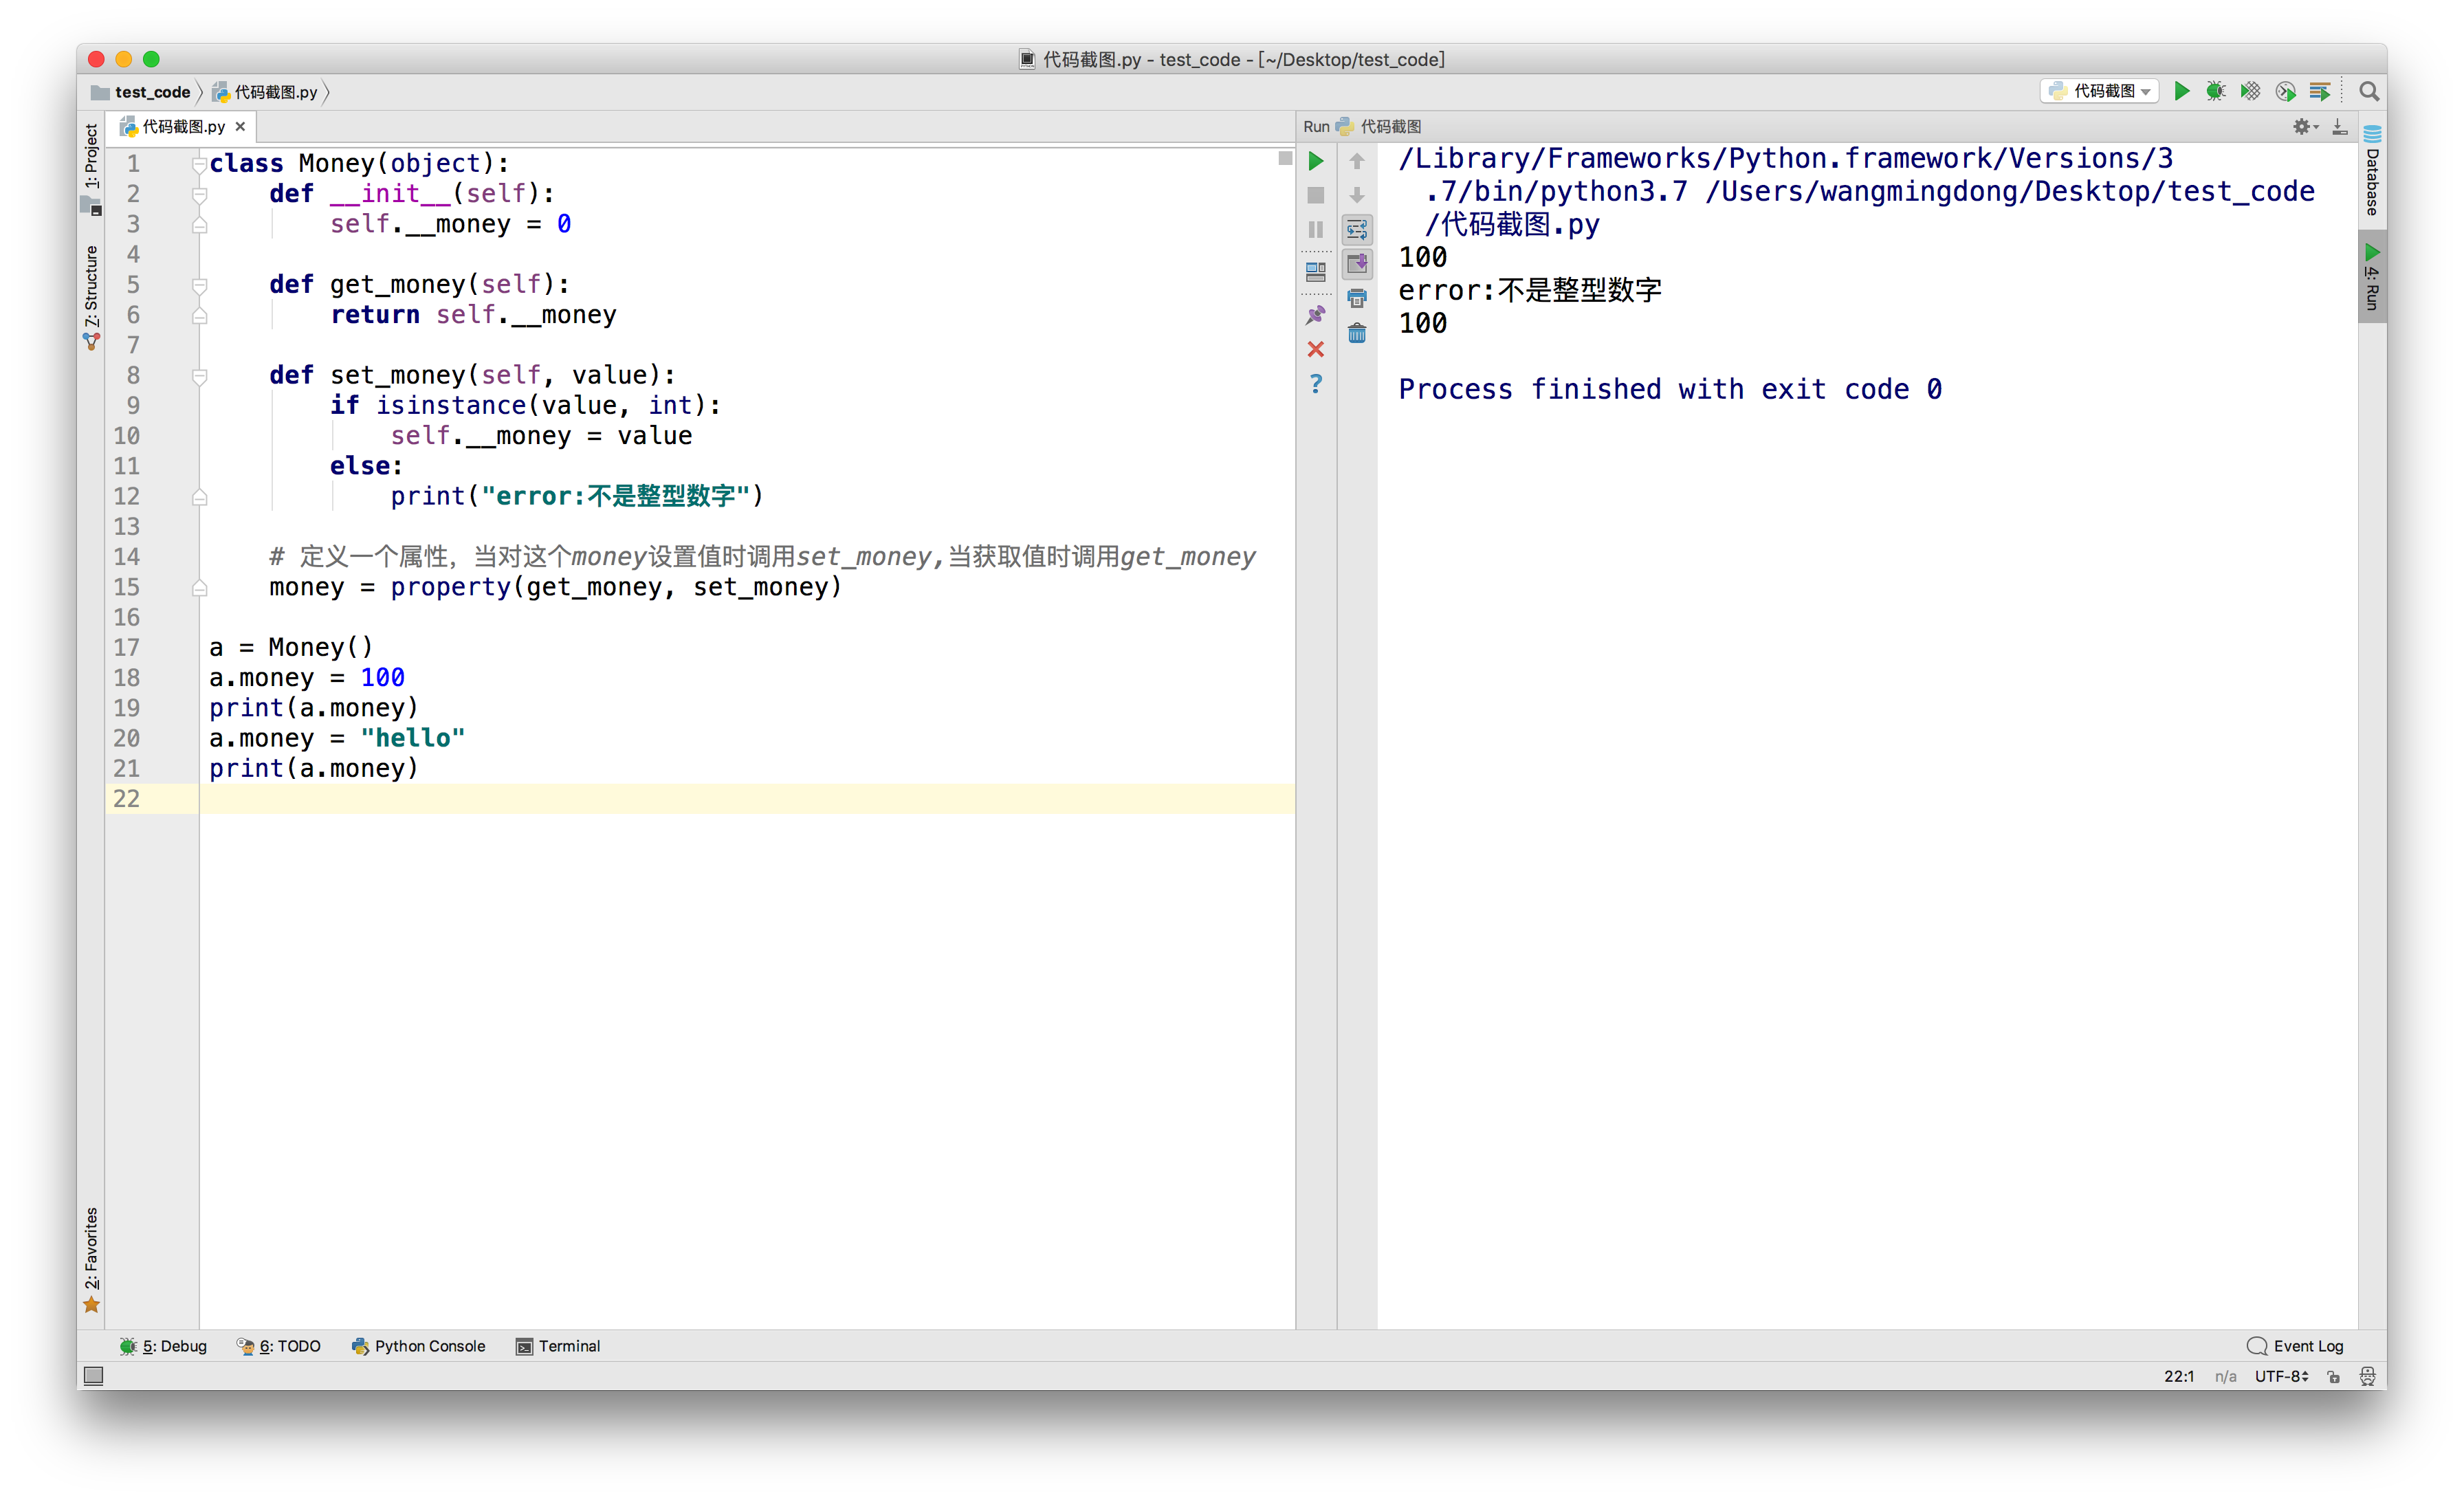 代码截图.py - test_code - [~/Desktop/test_code]
test_code
代码截图.py
代码截图
代码截图.py
Run 代码截图
1: Project
7: Structure
2: Favorites
1 class Money(object):
2     def __init__(self):
3         self.__money = 0
4
5     def get_money(self):
6         return self.__money
7
8     def set_money(self, value):
9         if isinstance(value, int):
10             self.__money = value
11         else:
12             print("error:不是整型数字")
13
14     # 定义一个属性，当对这个money设置值时调用set_money,当获取值时调用get_money
15     money = property(get_money, set_money)
16
17 a = Money()
18 a.money = 100
19 print(a.money)
20 a.money = "hello"
21 print(a.money)
22
/Library/Frameworks/Python.framework/Versions/3
.7/bin/python3.7 /Users/wangmingdong/Desktop/test_code
/代码截图.py
100
error:不是整型数字
100
Process finished with exit code 0
Database
4: Run
5: Debug
6: TODO
Python Console
Terminal
Event Log
22:1
n/a
UTF-8